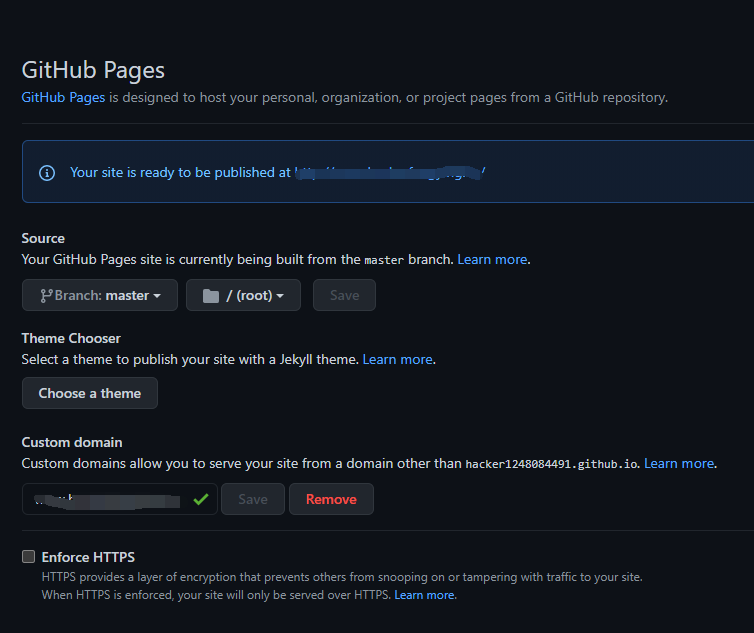 GitHub Pages
GitHub Pages is designed to host your personal, organization, or project pages from a GitHub repository.
Your site is ready to be published at
Source
Your GitHub Pages site is currently being built from the master branch. Learn more.
Branch: master / (root) Save
Theme Chooser
Select a theme to publish your site with a Jekyll theme. Learn more.
Choose a theme
Custom domain
Custom domains allow you to serve your site from a domain other than hacker1248084491.github.io. Learn more.
Save Remove
Enforce HTTPS
HTTPS provides a layer of encryption that prevents others from snooping on or tampering with traffic to your site.
When HTTPS is enforced, your site will only be served over HTTPS. Learn more.